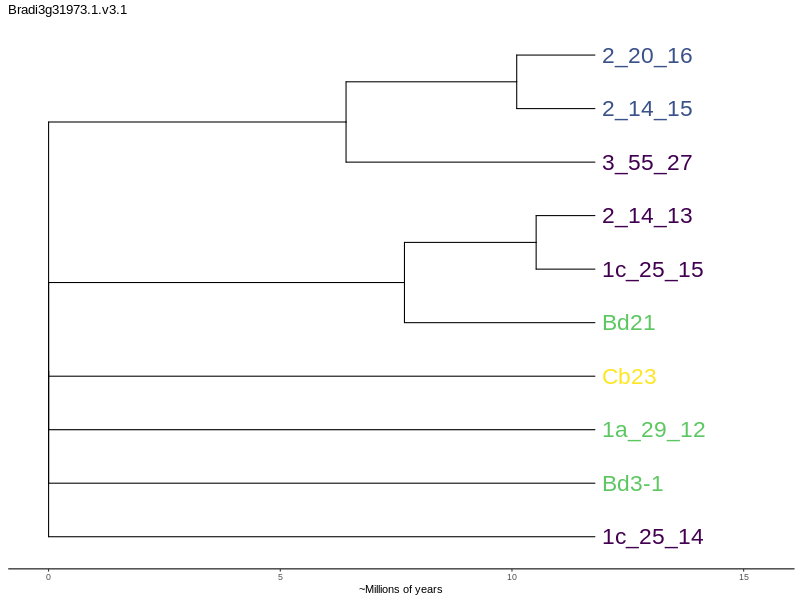 Bradi3g31973.1.v3.1
2_20_16
2_14_15
3_55_27
2_14_13
1c_25_15
Bd21
Cb23
1a_29_12
Bd3-1
1c_25_14
0 5 10 15
~Millions of years